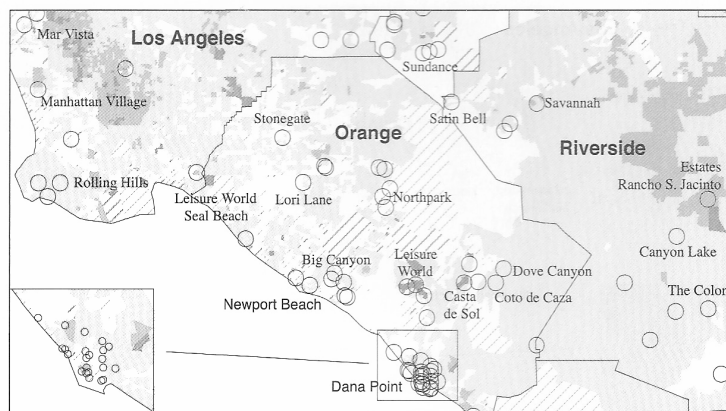 Mar Vista
Los Angeles
Sundance
Manhattan Village
Satin Bell
Savannah
Stonegate
Orange
Riverside
Estates
Rancho S. Jacinto
Rolling Hills
Lori Lane
Northpark
Leisure World
Seal Beach
Canyon Lake
Big Canyon
Leisure
World
Dove Canyon
Coto de Caza
Casta
de Sol
The Color
Newport Beach
Dana Point